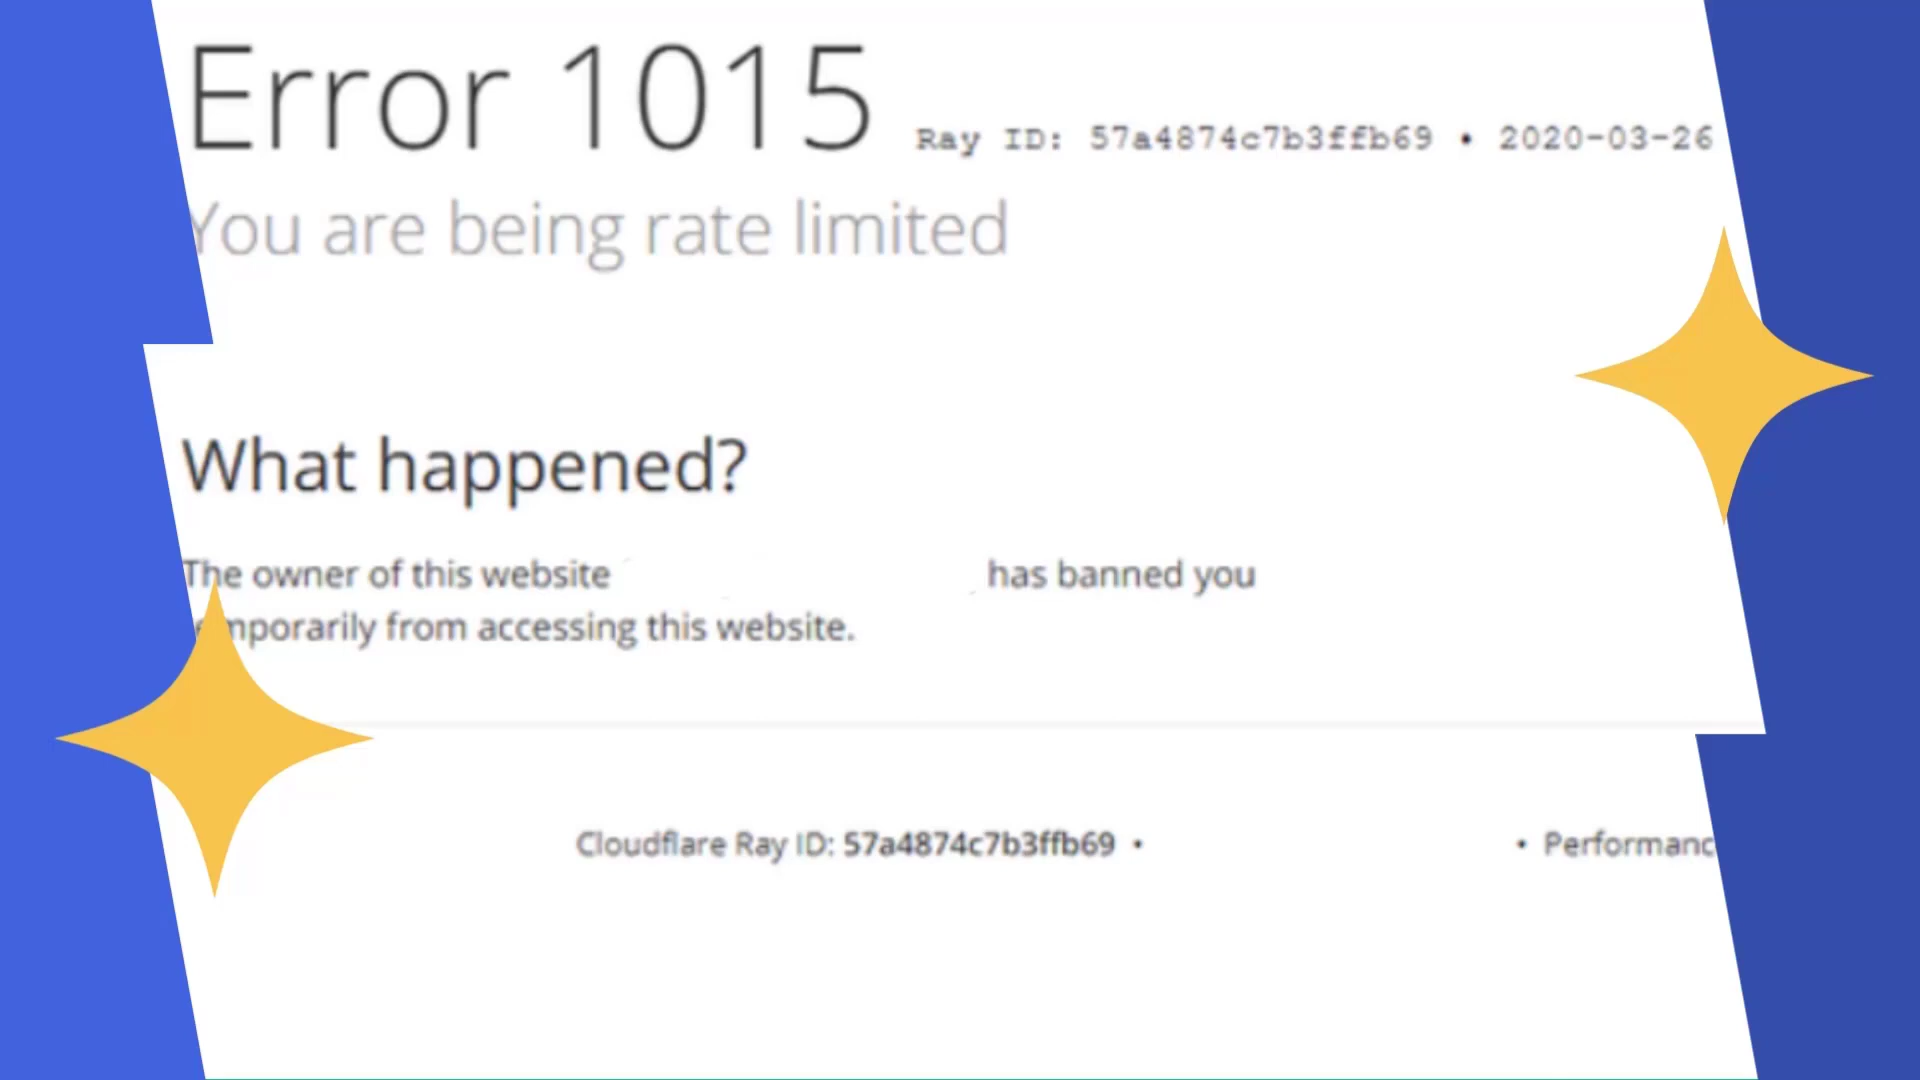 Error 1015 Ray ID: 57a4874c7b3ffb69 • 2020-03-26
You are being rate limited
What happened?
The owner of this website has banned you
temporarily from accessing this website.
Cloudflare Ray ID: 57a4874c7b3ffb69 • • Performanc